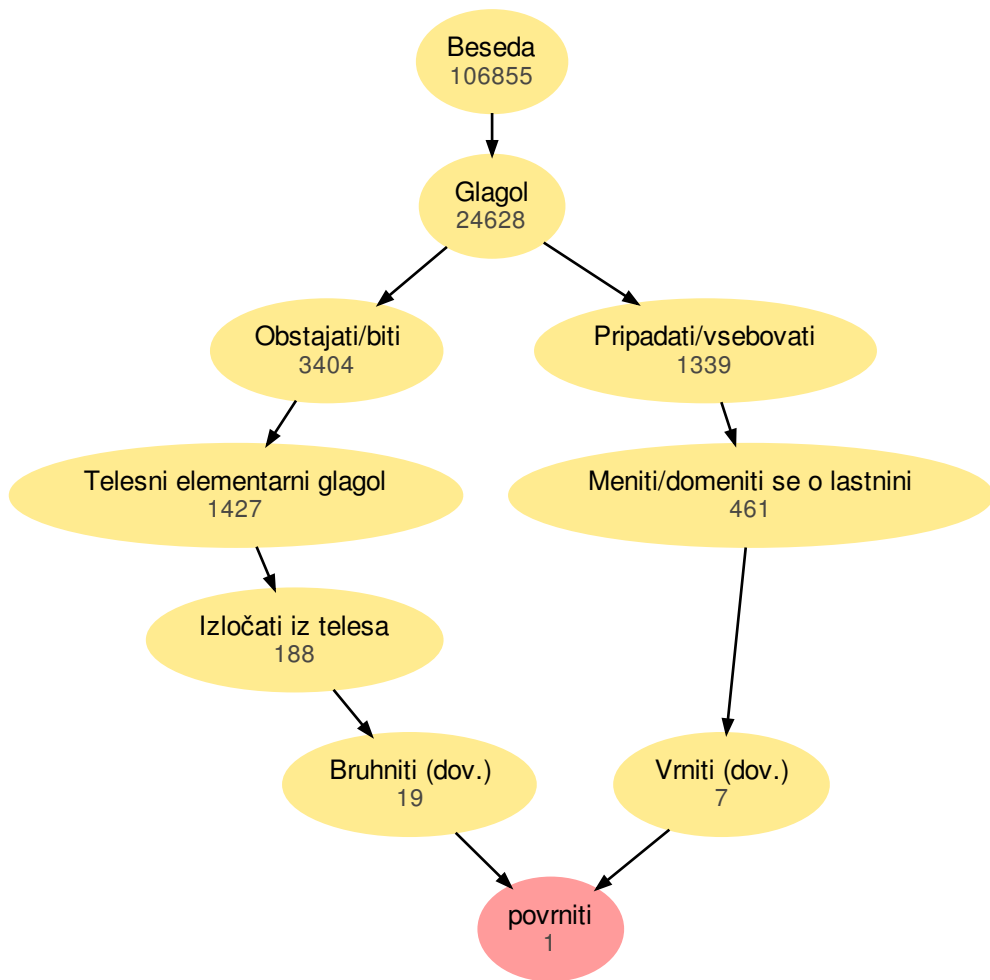 Beseda
106855
Glagol
24628
Obstajati/biti
3404
Pripadati/vsebovati
1339
Telesni elementarni glagol
1427
Meniti/domeniti se o lastnini
461
Izločati iz telesa
188
Bruhniti (dov.)
19
Vrniti (dov.)
7
povrniti
1